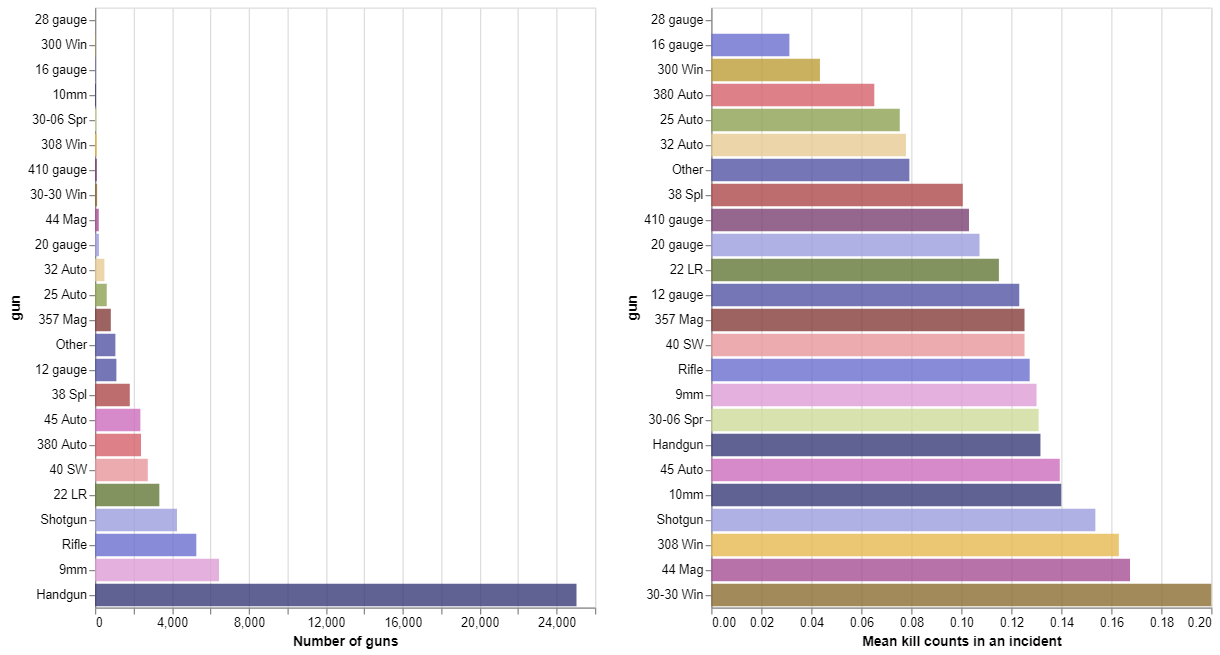 28 gauge
300 Win
16 gauge
10mm
30-06 Spr
308 Win
410 gauge
30-30 Win
44 Mag
20 gauge
32 Auto
25 Auto
357 Mag
Other
12 gauge
38 Spl
45 Auto
380 Auto
40 SW
22 LR
Shotgun
Rifle
9mm
Handgun
gun
0 4,000 8,000 12,000 16,000 20,000 24,000
Number of guns
28 gauge
16 gauge
300 Win
380 Auto
25 Auto
32 Auto
Other
38 Spl
410 gauge
20 gauge
22 LR
12 gauge
357 Mag
40 SW
Rifle
9mm
30-06 Spr
Handgun
45 Auto
10mm
Shotgun
308 Win
44 Mag
30-30 Win
gun
0.00 0.02 0.04 0.06 0.08 0.10 0.12 0.14 0.16 0.18 0.20
Mean kill counts in an incident